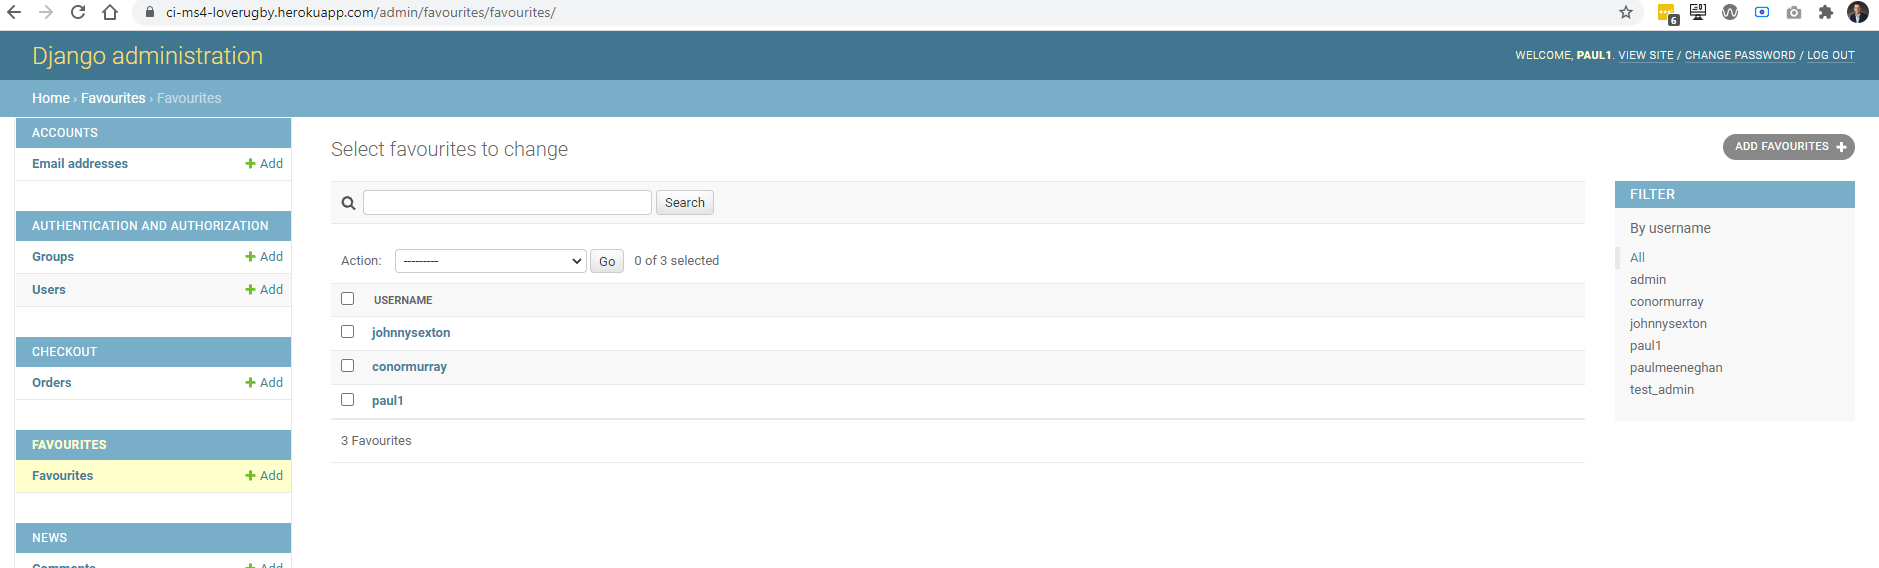 ci-ms4-loverugby.herokuapp.com/admin/favourites/favourites/
6
Django administration
WELCOME, PAUL1. VIEW SITE / CHANGE PASSWORD / LOG OUT
Home › Favourites › Favourites
ACCOUNTS
Email addresses
Add
AUTHENTICATION AND AUTHORIZATION
Groups
Add
Users
Add
CHECKOUT
Orders
Add
FAVOURITES
Favourites
Add
NEWS
Comments
Add
Select favourites to change
ADD FAVOURITES
Search
Action:
---------
Go
0 of 3 selected
USERNAME
johnnysexton
conormurray
paul1
3 Favourites
FILTER
By username
All
admin
conormurray
johnnysexton
paul1
paulmeeneghan
test_admin